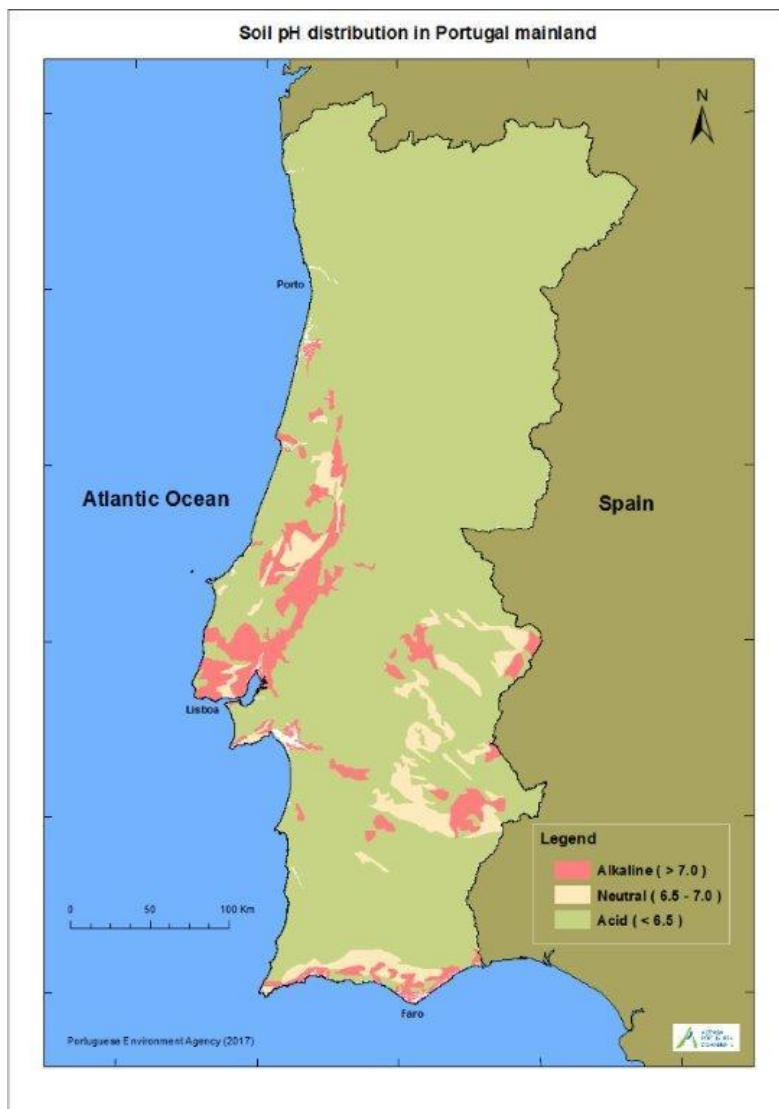 Soil pH distribution in Portugal mainland
N
Porto
Atlantic Ocean
Spain
Lisboa
Legend
Alkaline ( > 7.0 )
Neutral ( 6.5 - 7.0 )
Acid ( < 6.5 )
0 50 100 Km
Faro
Portuguese Environment Agency (2017)